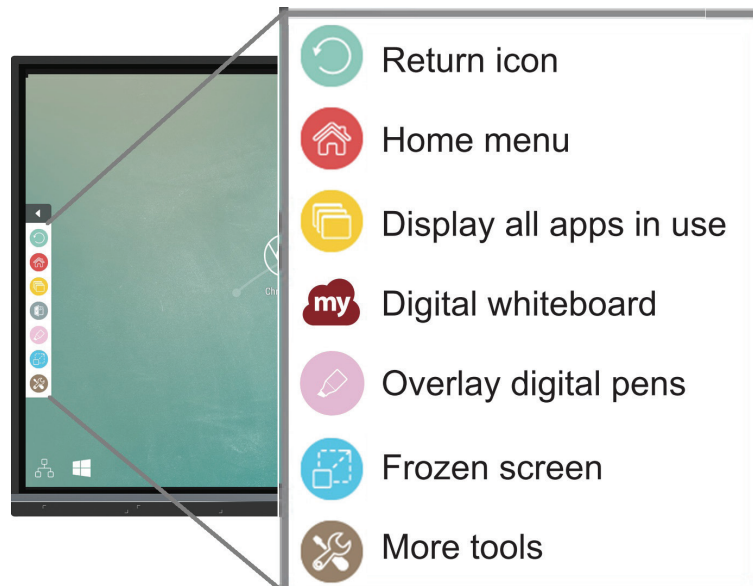 Return icon
Home menu
Display all apps in use
my Digital whiteboard
Overlay digital pens
Frozen screen
More tools